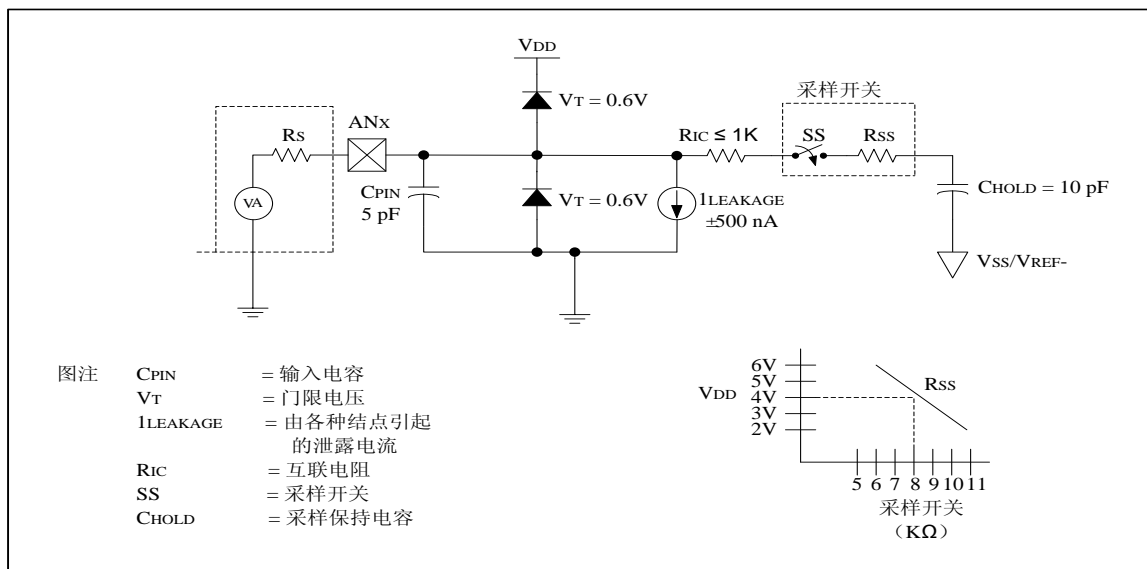 VDD
采样开关
VT = 0.6V
RS
ANX
RIC ≤ 1K
SS
RSS
VA
CPIN
5 pF
VT = 0.6V
1LEAKAGE
±500 nA
CHOLD = 10 pF
VSS/VREF-
图注
CPIN = 输入电容
VT = 门限电压
1LEAKAGE = 由各种结点引起
的泄露电流
RIC = 互联电阻
SS = 采样开关
CHOLD = 采样保持电容
6V
5V
VDD 4V
3V
2V
RSS
5 6 7 8 9 10 11
采样开关
（KΩ）